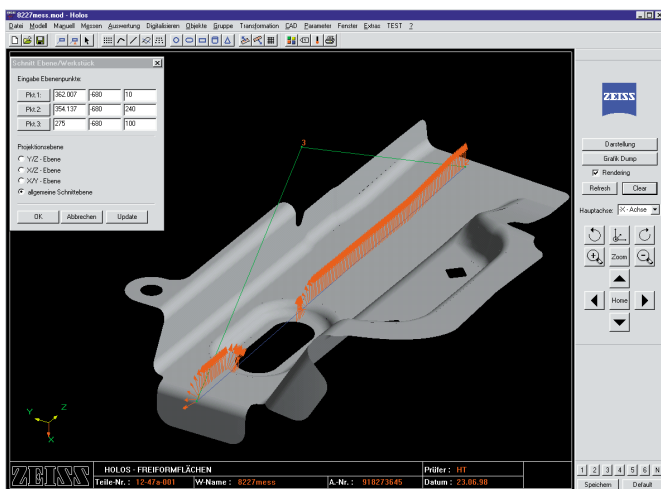 8227mess.mod - Holos
Datei Modell Manuell Messen Auswertung Digitalisieren Objekte Gruppe Transformation CAD Parameter Fenster Extras TEST ?
Schnitt Ebene/Werkstück
Eingabe Ebenenpunkte:
Pkt.1: 362.007 -680 10
Pkt.2: 354.137 -680 240
Pkt.3: 275 -680 100
Projektionsebene
Y/Z - Ebene
X/Z - Ebene
X/Y - Ebene
allgemeine Schnittebene
OK Abbrechen Update
3
Y Z
X
ZEISS
Darstellung
Grafik Dump
Rendering
Refresh Clear
Hauptachse: X - Achse
Zoom
Home
1 2 3 4 5 6 N
Speichern Default
ZEISS
HOLOS - FREIFORMFLÄCHEN Prüfer : HT
Teile-Nr. : 12-47a-001 W-Name : 8227mess A.-Nr. : 918273645 Datum : 23.06.98